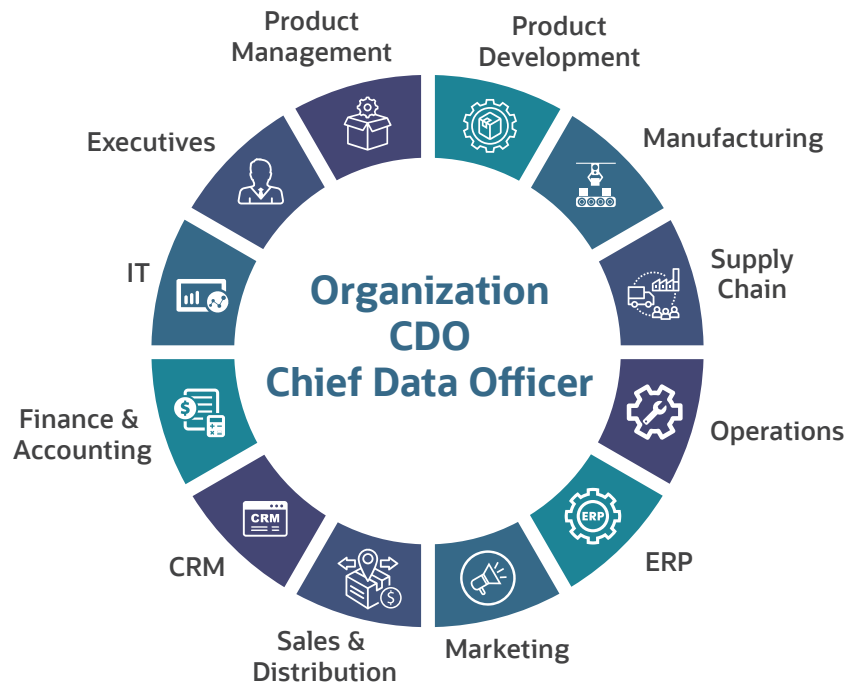 Product
Management
Product
Development
Executives
Manufacturing
IT
Supply
Chain
Organization
CDO
Chief Data Officer
Finance &
Accounting
Operations
CRM
ERP
CRM
ERP
Sales &
Distribution
Marketing